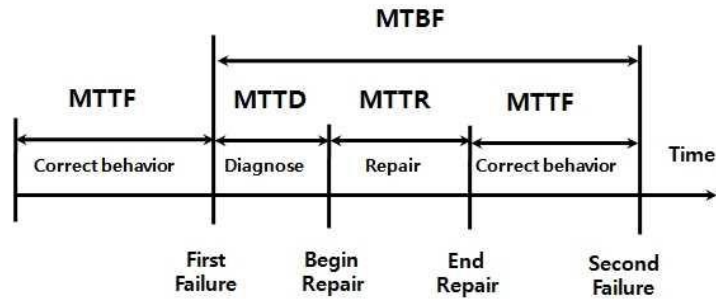 MTBF
MTTF MTTD MTTR MTTF
Correct behavior Diagnose Repair Correct behavior Time
First Failure
Begin Repair
End Repair
Second Failure